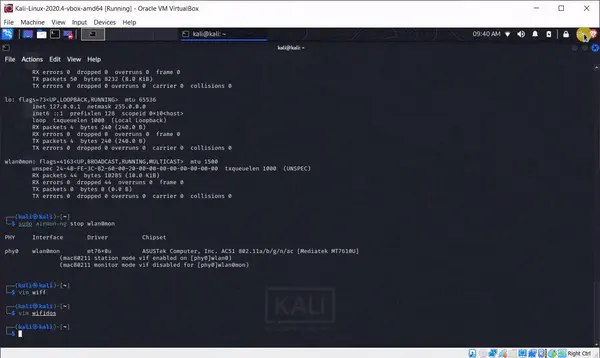 Kali-Linux-2020.4-vbox-amd64 [Running] - Oracle VM VirtualBox
File Machine View Input Devices Help
kali@kali: ~ 09:40 AM
kali@kali: ~
File Actions Edit View Help
RX errors 0 dropped 0 overruns 0 frame 0
TX packets 50 bytes 8232 (8.0 KiB)
TX errors 0 dropped 0 overruns 0 carrier 0 collisions 0
lo: flags=73<UP,LOOPBACK,RUNNING> mtu 65536
inet 127.0.0.1 netmask 255.0.0.0
inet6 ::1 prefixlen 128 scopeid 0×10<host>
loop txqueuelen 1000 (Local Loopback)
RX packets 4 bytes 240 (240.0 B)
RX errors 0 dropped 0 overruns 0 frame 0
TX packets 4 bytes 240 (240.0 B)
TX errors 0 dropped 0 overruns 0 carrier 0 collisions 0
wlan0mon: flags=4163<UP,BROADCAST,RUNNING,MULTICAST> mtu 1500
unspec 24-4B-FE-3C-B2-60-00-20-00-00-00-00-00-00-00-00 txqueuelen 1000 (UNSPEC)
RX packets 44 bytes 10285 (10.0 KiB)
RX errors 0 dropped 44 overruns 0 frame 0
TX packets 0 bytes 0 (0.0 B)
TX errors 0 dropped 0 overruns 0 carrier 0 collisions 0
(kali㉿kali)-[~]
$ sudo airmon-ng stop wlan0mon
PHY Interface Driver Chipset
phy0 wlan0mon mt76×0u ASUSTek Computer, Inc. AC51 802.11a/b/g/n/ac [Mediatek MT7610U]
(mac80211 station mode vif enabled on [phy0]wlan0)
(mac80211 monitor mode vif disabled for [phy0]wlan0mon)
(kali㉿kali)-[~]
$ vim wiff
(kali㉿kali)-[~]
$ vim wifidos
(kali㉿kali)-[~]
$
KALI
Right Ctrl